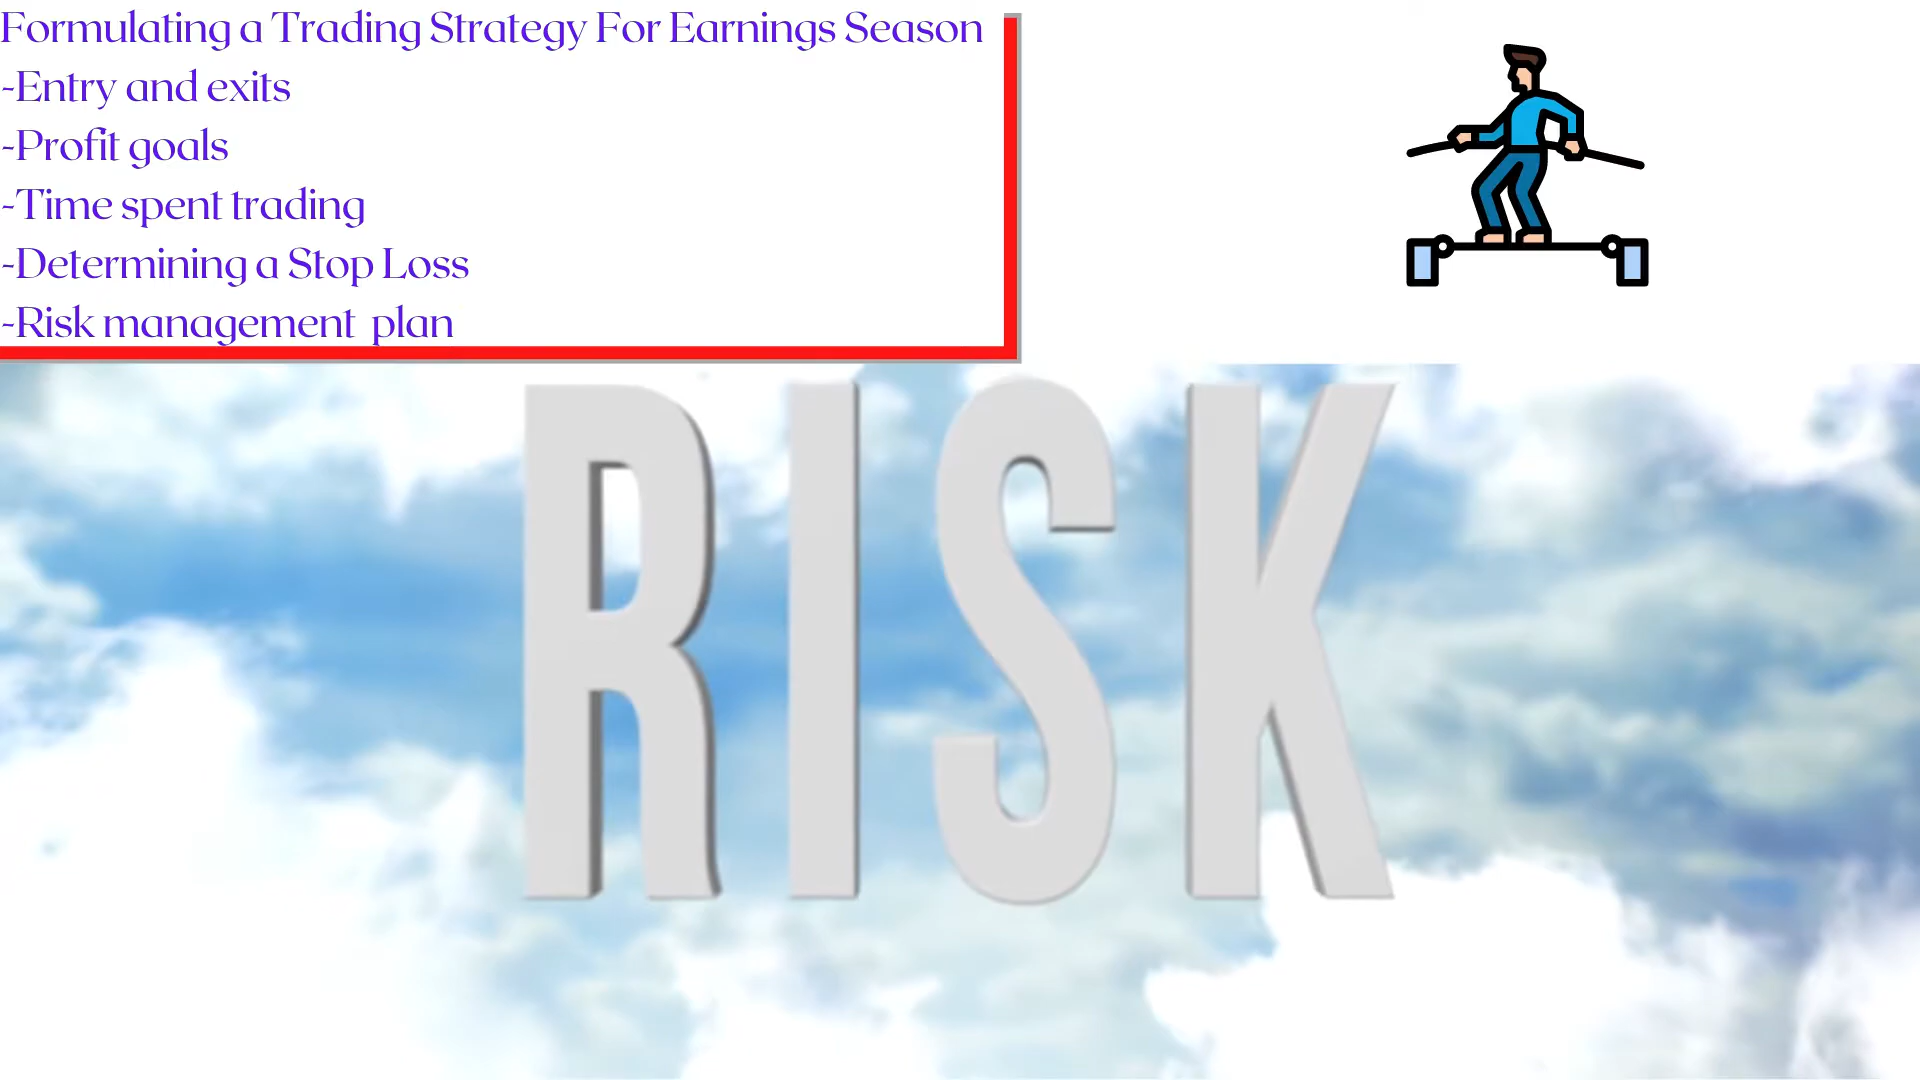 Formulating a Trading Strategy For Earnings Season
-Entry and exits
-Profit goals
-Time spent trading
-Determining a Stop Loss
-Risk management plan
RISK